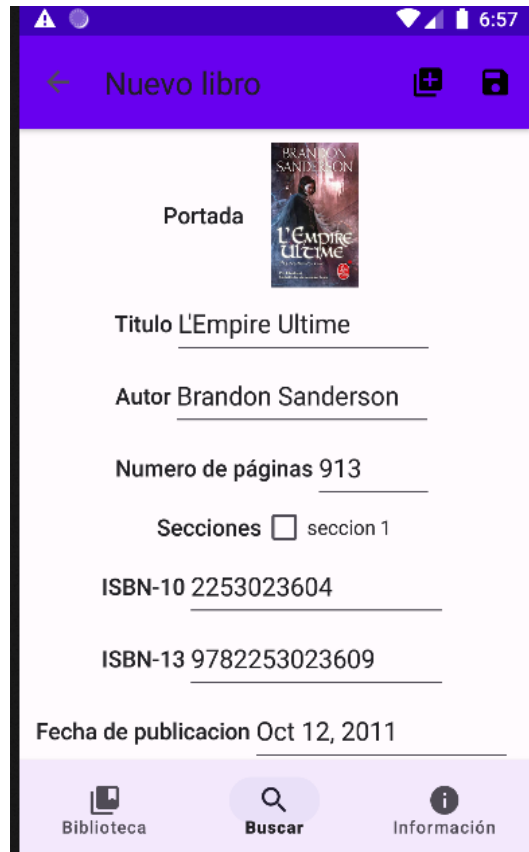 6:57
Nuevo libro
BRANDON
SANDERSON
Portada
L'EMPIRE
ULTIME
Titulo L'Empire Ultime
Autor Brandon Sanderson
Numero de páginas 913
Secciones seccion 1
ISBN-10 2253023604
ISBN-13 9782253023609
Fecha de publicacion Oct 12, 2011
Biblioteca Buscar Información